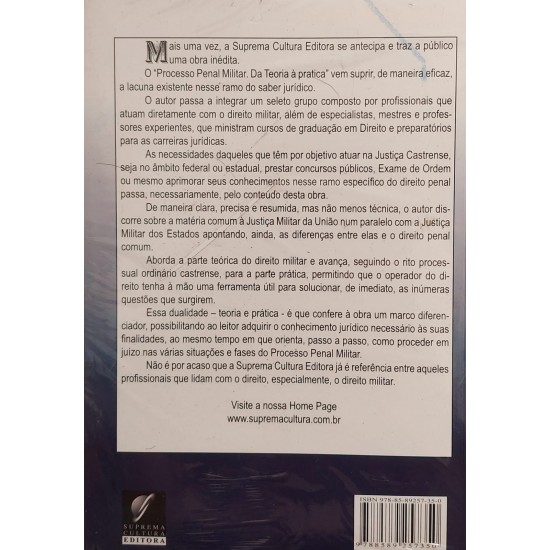 Mais uma vez, a Suprema Cultura Editora se antecipa e traz a público
uma obra inédita.
O "Processo Penal Militar. Da Teoria à pratica" vem suprir, de maneira eficaz,
a lacuna existente nesse ramo do saber jurídico.
O autor passa a integrar um seleto grupo composto por profissionais que
atuam diretamente com o direito militar, além de especialistas, mestres e profes-
sores experientes, que ministram cursos de graduação em Direito e preparatórios
para as carreiras jurídicas.
As necessidades daqueles que têm por objetivo atuar na Justiça Castrense,
seja no âmbito federal ou estadual, prestar concursos públicos, Exame de Ordem
ou mesmo aprimorar seus conhecimentos nesse ramo específico do direito penal
passa, necessariamente, pelo conteúdo desta obra.
De maneira clara, precisa e resumida, mas não menos técnica, o autor dis-
corre sobre a matéria comum à Justiça Militar da União num paralelo com a Justiça
Militar dos Estados apontando, ainda, as diferenças entre elas e o direito penal
comum.
Aborda a parte teórica do direito militar e avança, seguindo o rito proces-
sual ordinário castrense, para a parte prática, permitindo que o operador do di-
reito tenha à mão uma ferramenta útil para solucionar, de imediato, as inúmeras
questões que surgirem.
Essa dualidade – teoria e prática - é que confere à obra um marco diferen-
ciador, possibilitando ao leitor adquirir o conhecimento jurídico necessário às suas
finalidades, ao mesmo tempo em que orienta, passo a passo, como proceder em
juízo nas várias situações e fases do Processo Penal Militar.
Não é por acaso que a Suprema Cultura Editora já é referência entre aqueles
profissionais que lidam com o direito, especialmente, o direito militar.
Visite a nossa Home Page
www.supremacultura.com.br
SUPREMA
CULTURA
EDITORA
ISBN 978-85-89257-35-0
9788589257350